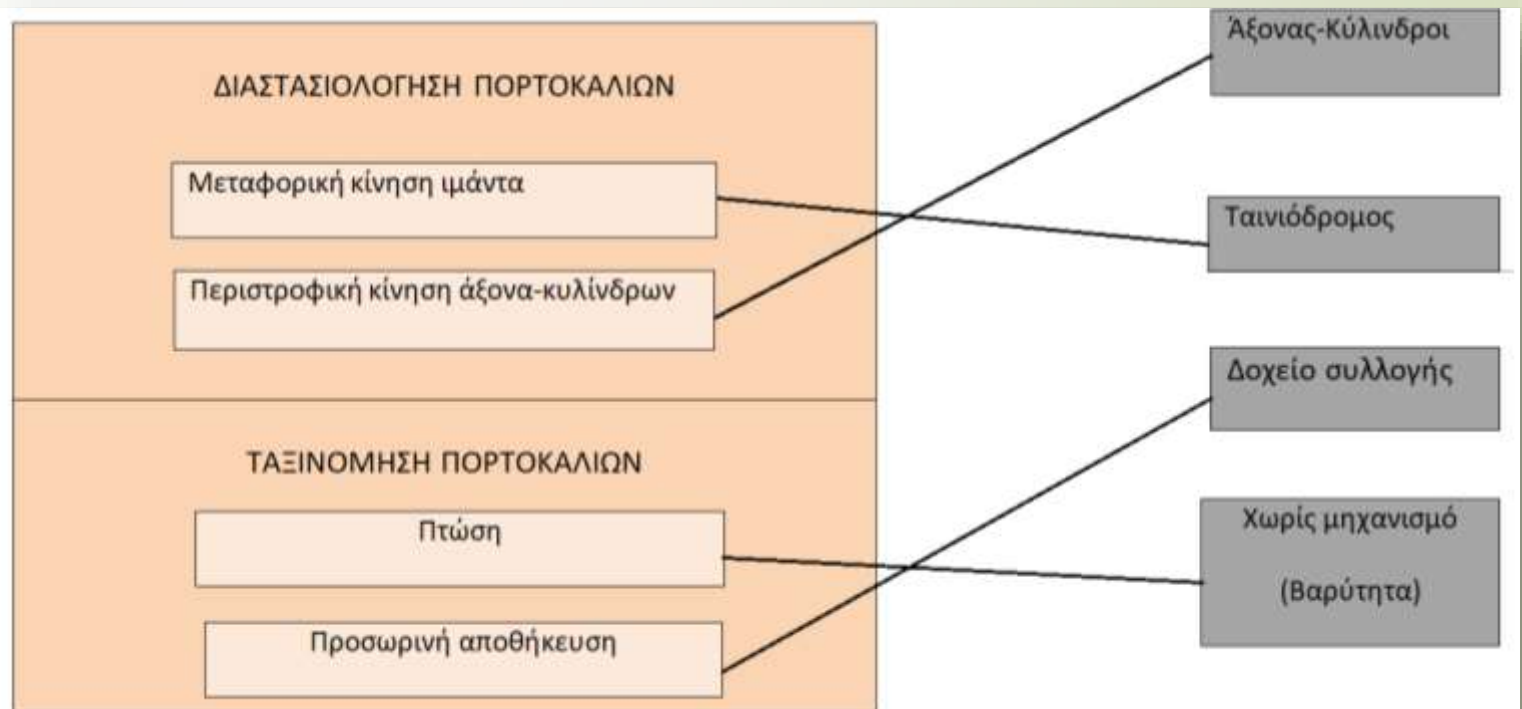 ΔΙΑΣΤΑΣΙΟΛΟΓΗΣΗ ΠΟΡΤΟΚΑΛΙΩΝ
Μεταφορική κίνηση ιμάντα
Περιστροφική κίνηση άξονα-κυλίνδρων
ΤΑΞΙΝΟΜΗΣΗ ΠΟΡΤΟΚΑΛΙΩΝ
Πτώση
Προσωρινή αποθήκευση
Άξονας-Κύλινδροι
Ταινιόδρομος
Δοχείο συλλογής
Χωρίς μηχανισμό
(Βαρύτητα)